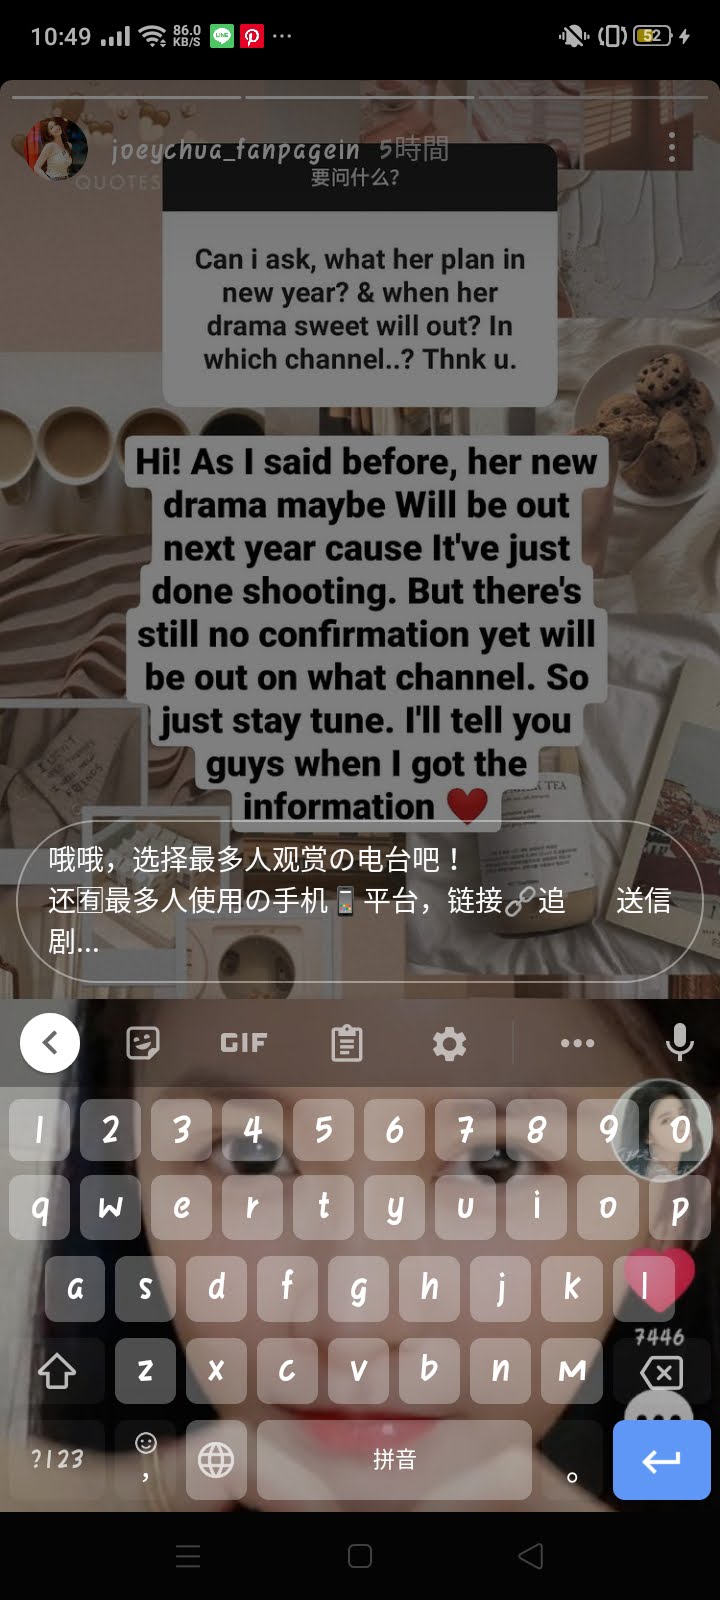 10:49 86.0 KB/S 52
joeychua_fanpagein 5時間
QUOTES
要问什么?
Can i ask, what her plan in
new year? & when her
drama sweet will out? In
which channel..? Thnk u.
Hi! As I said before, her new
drama maybe Will be out
next year cause It've just
done shooting. But there's
still no confirmation yet will
be out on what channel. So
just stay tune. I'll tell you
guys when I got the
information ❤️
哦哦，选择最多人观赏の电台吧！
还🈶最多人使用の手机📱平台，链接🔗追
剧...
送信
GIF
1 2 3 4 5 6 7 8 9 0
q w e r t y u i o p
a s d f g h j k l
7446
z x c v b n m
?123 , 拼音 。